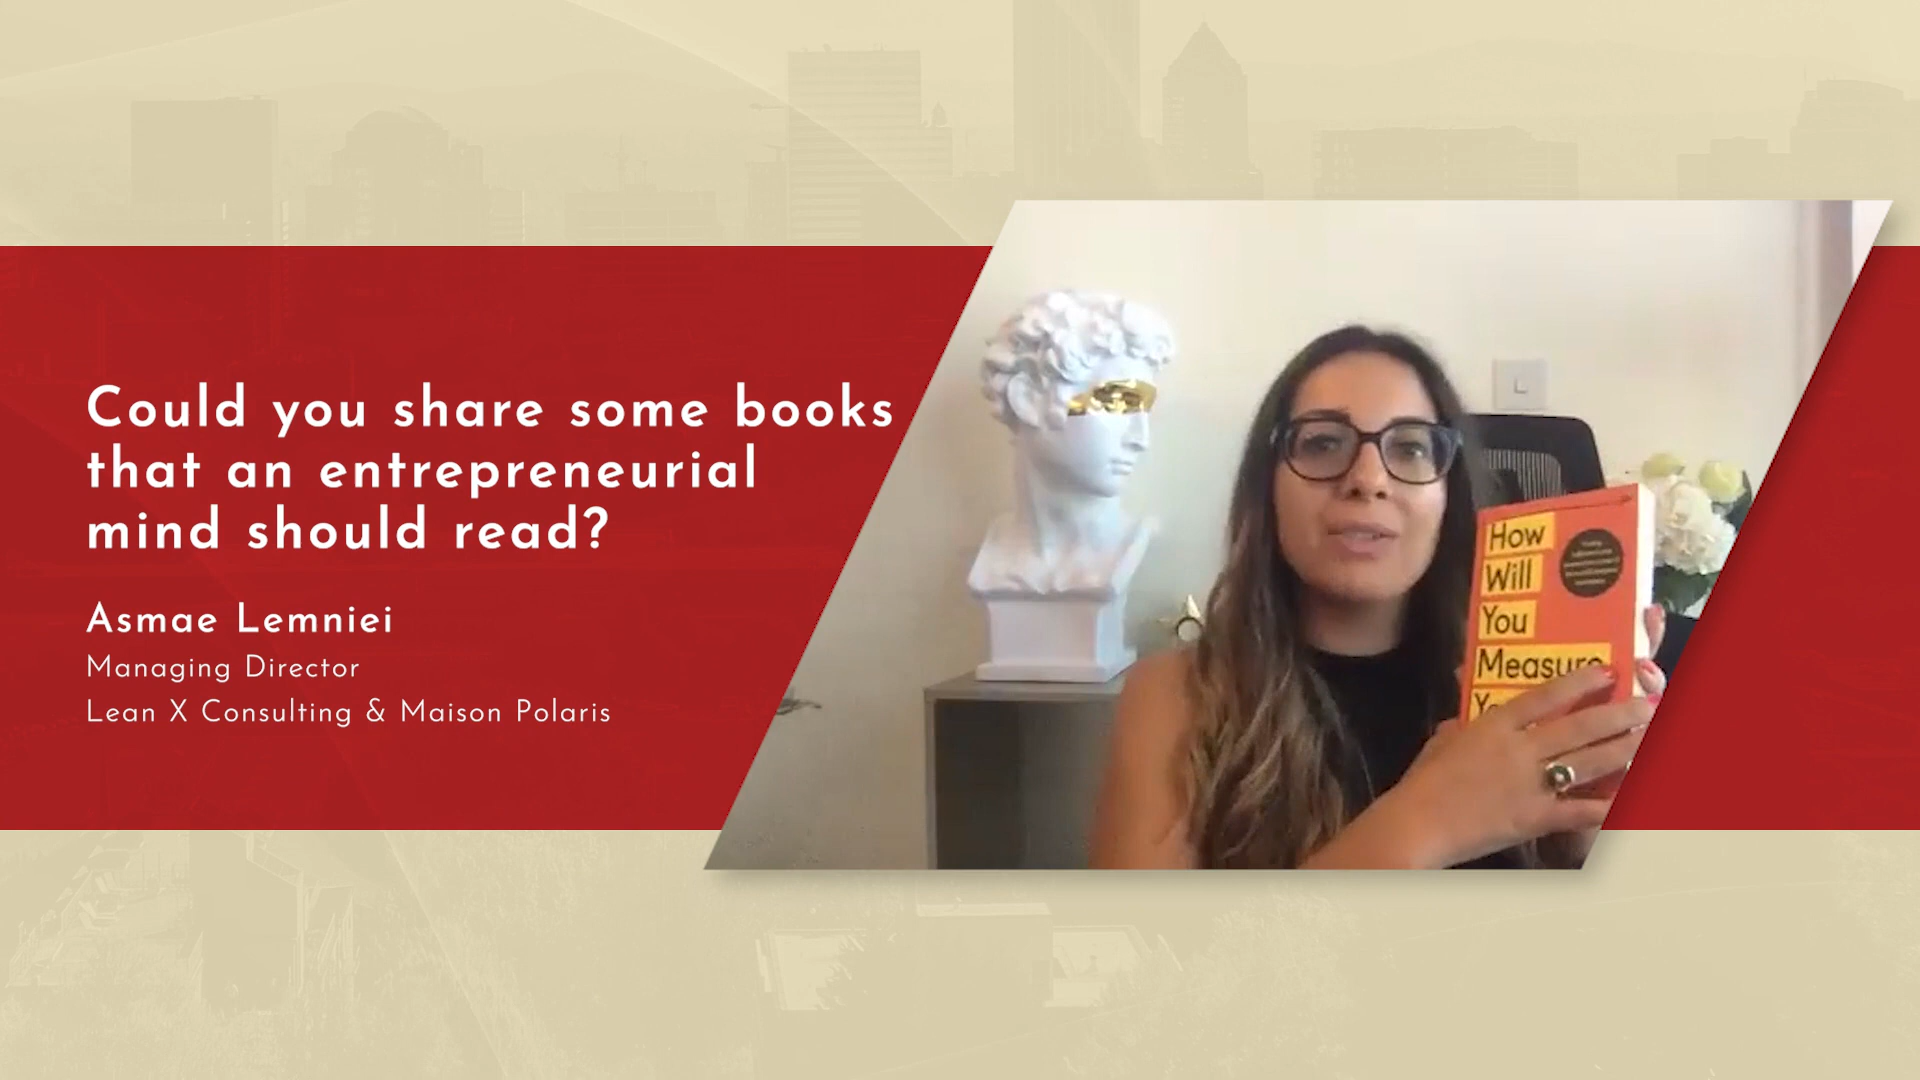 Could you share some books
that an entrepreneurial
mind should read?
Asmae Lemniei
Managing Director
Lean X Consulting & Maison Polaris
How
Will
You
Measure